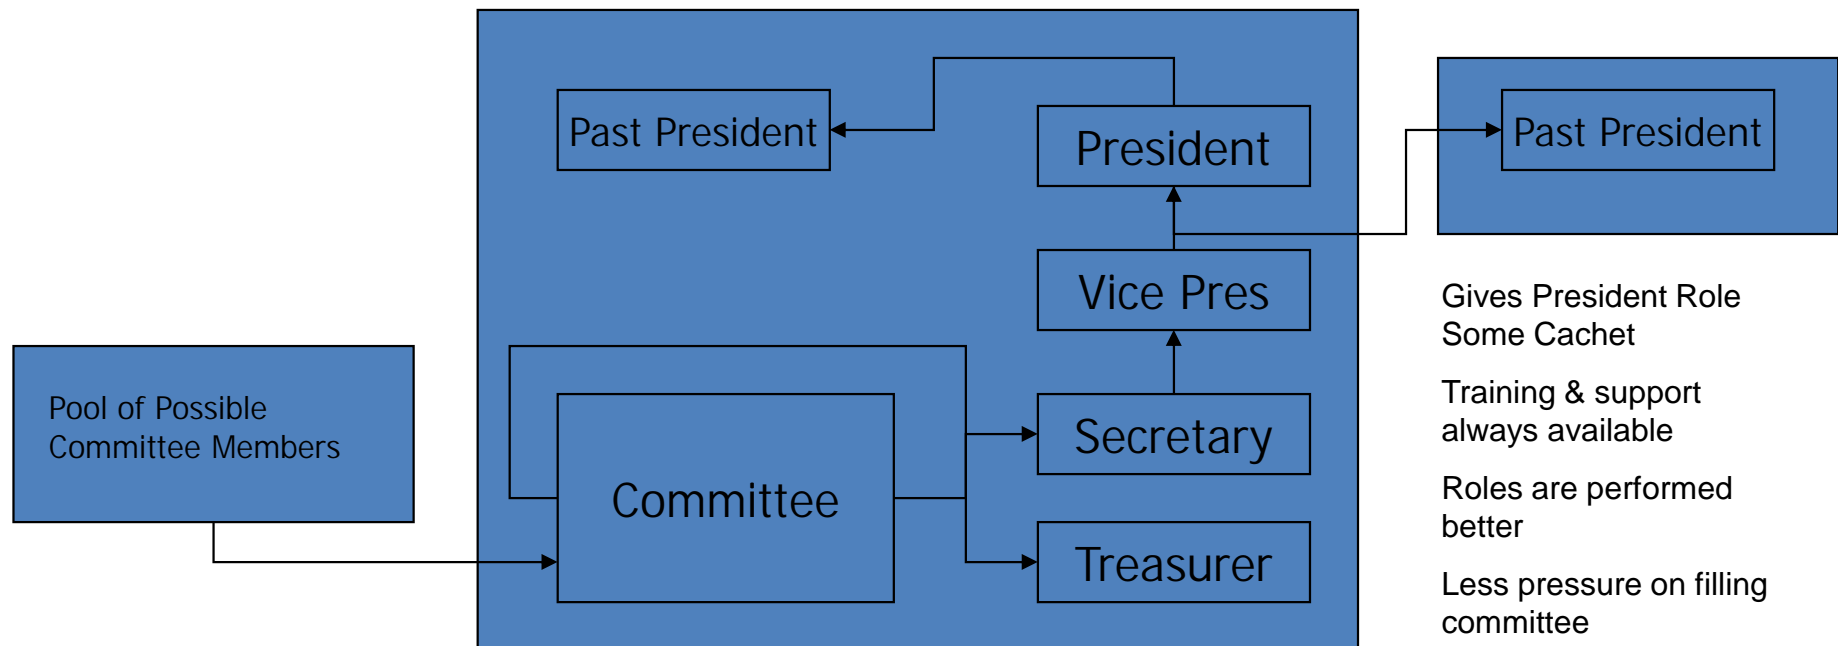 Past President
President
Past President
Vice Pres
Gives President Role
Some Cachet
Pool of Possible
Committee Members
Training & support
always available
Secretary
Committee
Roles are performed
better
Treasurer
Less pressure on filling
committee